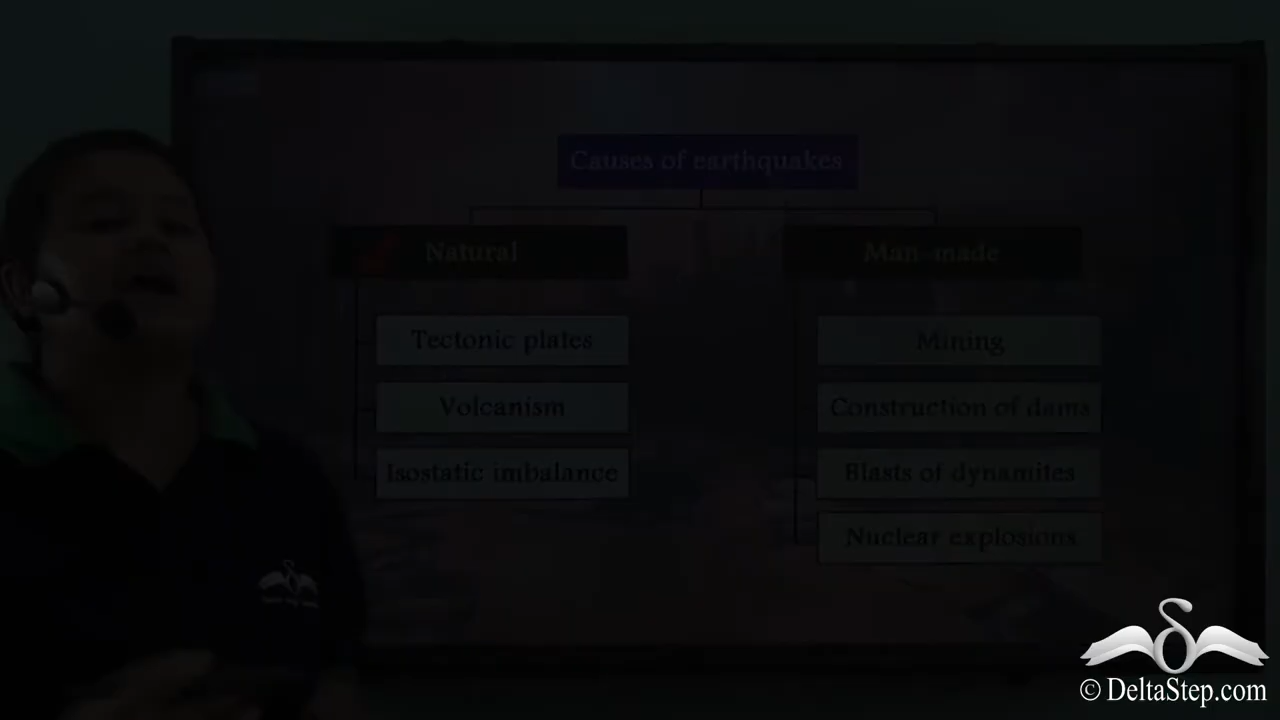 Causes of earthquakes
Natural
Man-made
Tectonic plates
Mining
Volcanism
Construction of dams
Isostatic imbalance
Blasts of dynamites
Nuclear explosions
© DeltaStep.com